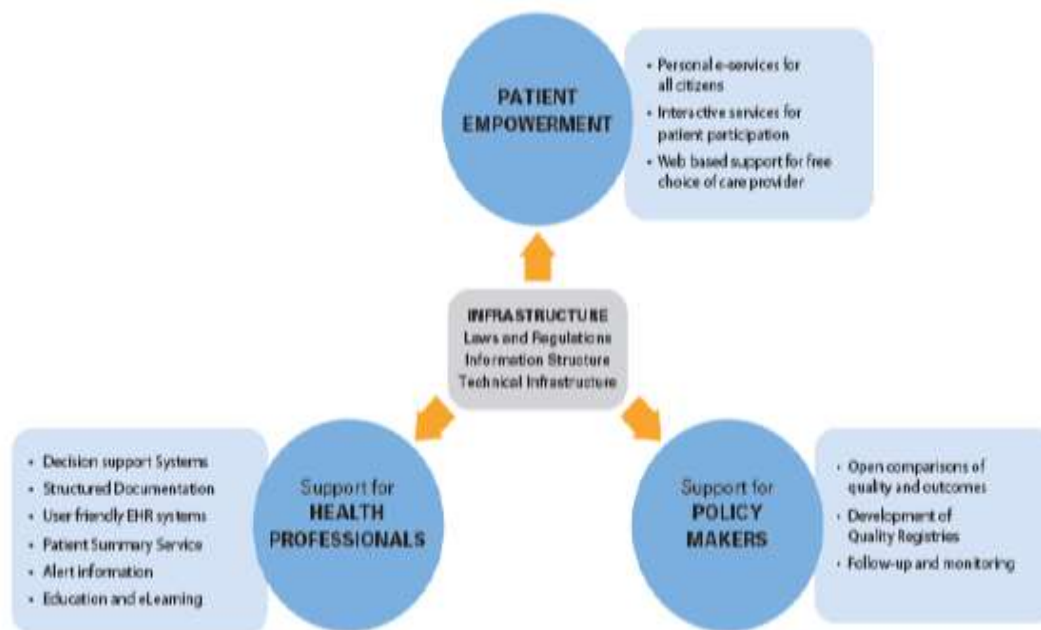 PATIENT
EMPOWERMENT
• Personal e-services for
all citizens
• Interactive services for
patient participation
• Web based support for free
choice of care provider
INFRASTRUCTURE
Laws and Regulations
Information Structure
Technical Infrastructure
• Decision support Systems
• Structured Documentation
• User friendly EHR systems
• Patient Summary Service
• Alert information
• Education and eLearning
Support for
HEALTH
PROFESSIONALS
Support for
POLICY
MAKERS
• Open comparisons of
quality and outcomes
• Development of
Quality Registries
• Follow-up and monitoring